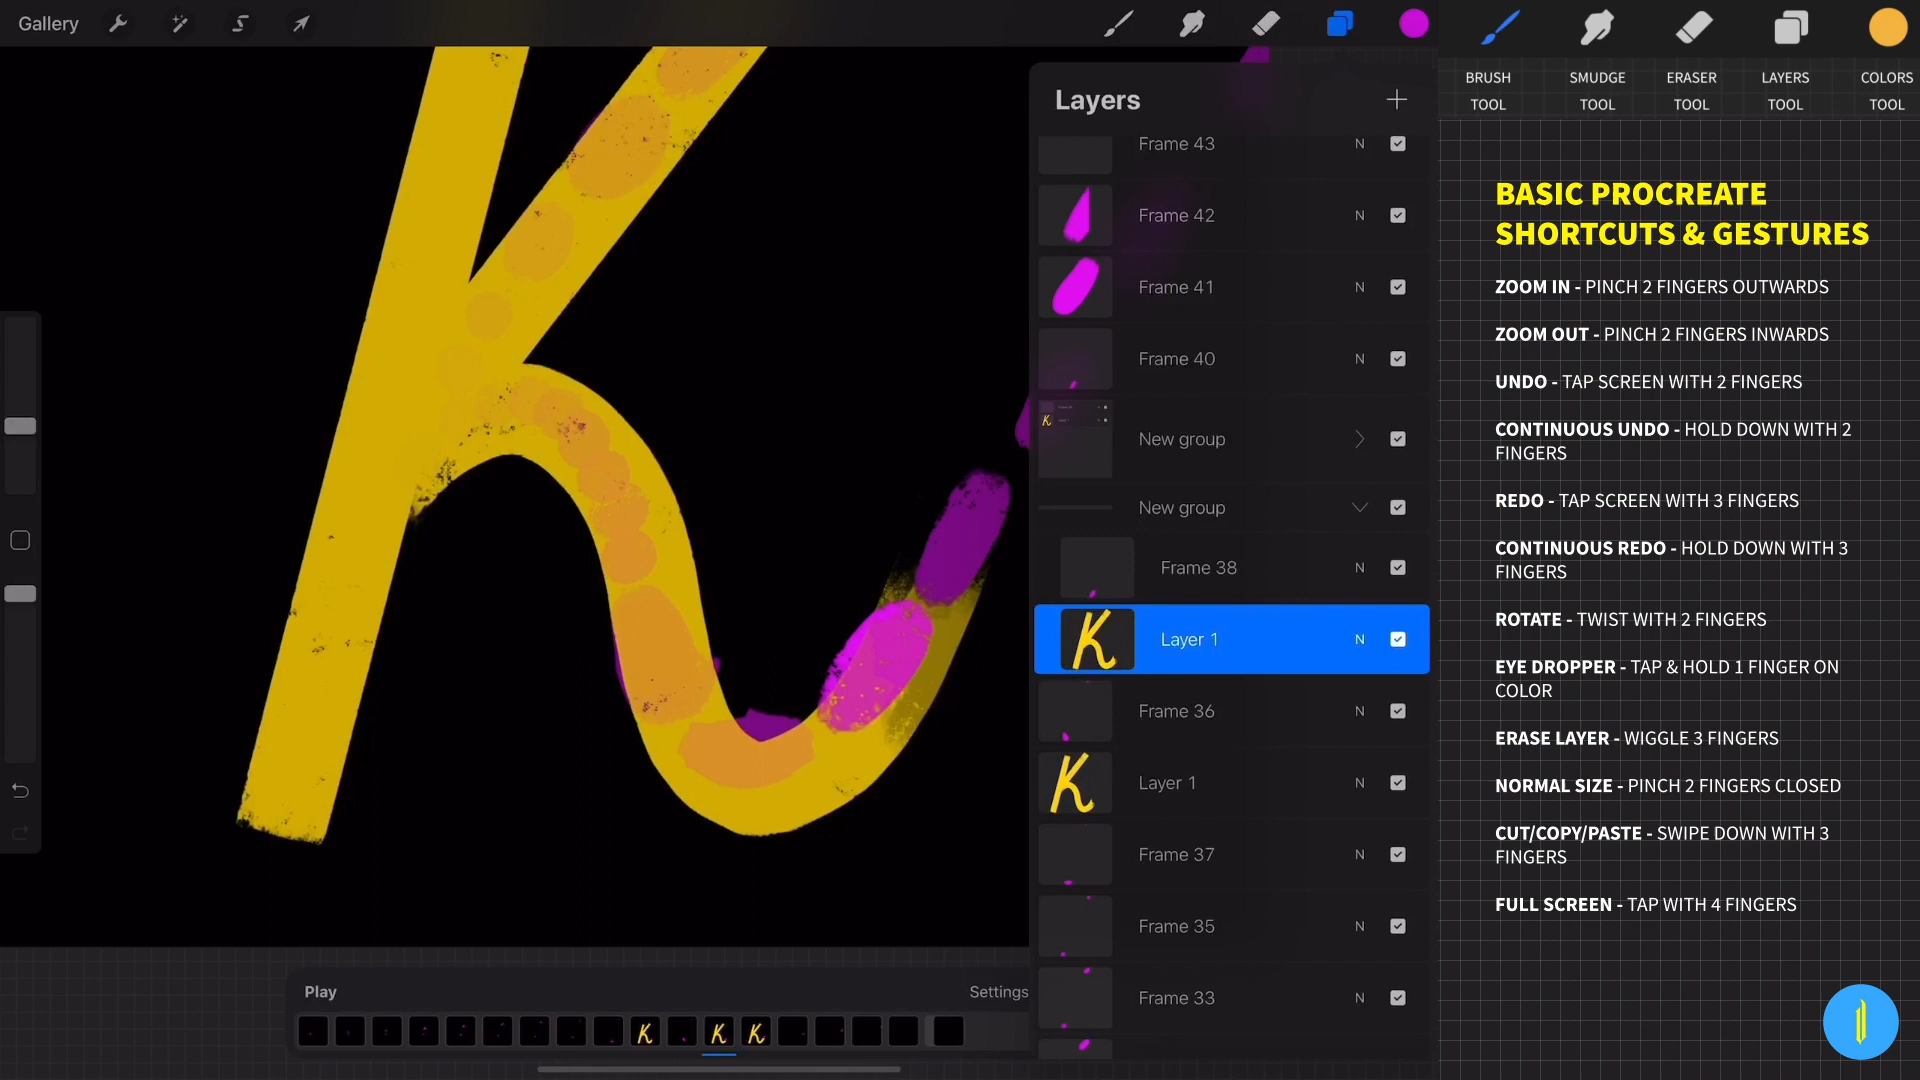 Gallery
Layers
Frame 43 N
Frame 42 N
Frame 41 N
Frame 40 N
New group
New group
Frame 38 N
Layer 1 N
Frame 36 N
Layer 1 N
Frame 37 N
Frame 35 N
Frame 33 N
Play
Settings
K
K K K
BRUSH TOOL
SMUDGE TOOL
ERASER TOOL
LAYERS TOOL
COLORS TOOL
BASIC PROCREATE
SHORTCUTS & GESTURES
ZOOM IN - PINCH 2 FINGERS OUTWARDS
ZOOM OUT - PINCH 2 FINGERS INWARDS
UNDO - TAP SCREEN WITH 2 FINGERS
CONTINUOUS UNDO - HOLD DOWN WITH 2
FINGERS
REDO - TAP SCREEN WITH 3 FINGERS
CONTINUOUS REDO - HOLD DOWN WITH 3
FINGERS
ROTATE - TWIST WITH 2 FINGERS
EYE DROPPER - TAP & HOLD 1 FINGER ON
COLOR
ERASE LAYER - WIGGLE 3 FINGERS
NORMAL SIZE - PINCH 2 FINGERS CLOSED
CUT/COPY/PASTE - SWIPE DOWN WITH 3
FINGERS
FULL SCREEN - TAP WITH 4 FINGERS